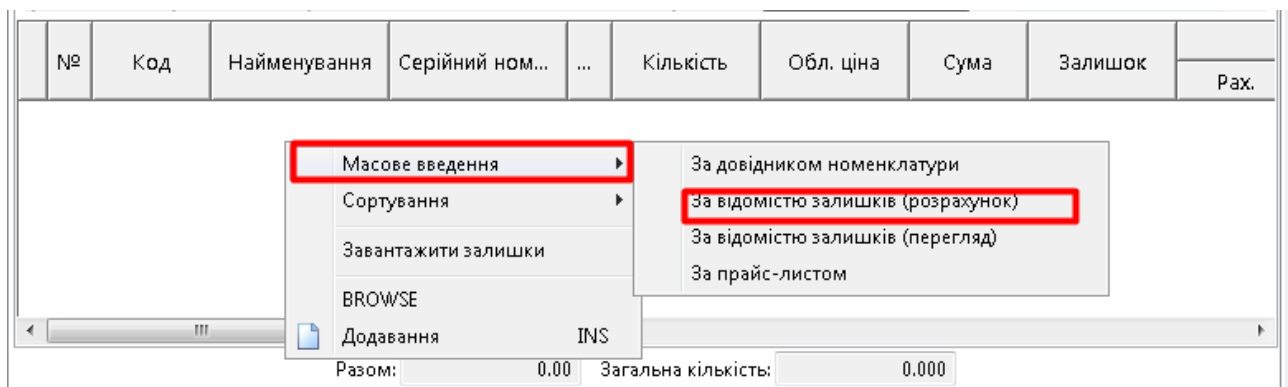 № Код Найменування Серійний ном... ... Кількість Обл. ціна Сума Залишок
Рах.
Масове введення
Сортування
Завантажити залишки
BROWSE
Додавання INS
За довідником номенклатури
За відомістю залишків (розрахунок)
За відомістю залишків (перегляд)
За прайс-листом
Разом: 0.00 Загальна кількість: 0.000